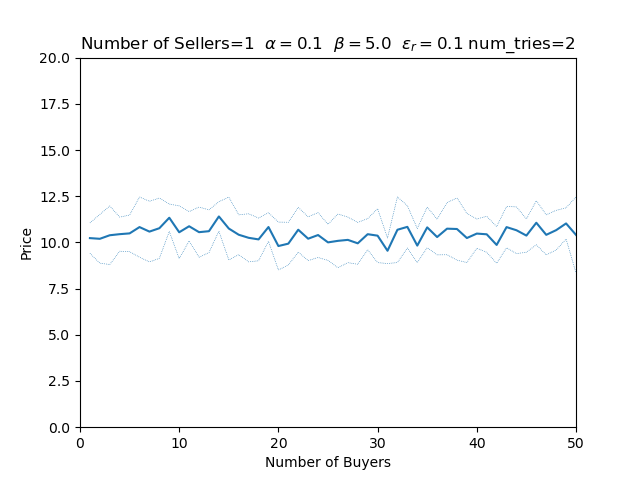 Number of Sellers=1 α = 0.1 β = 5.0 εᵣ = 0.1 num_tries=2
20.0
17.5
15.0
12.5
10.0
7.5
5.0
2.5
0.0
Price
0 10 20 30 40 50
Number of Buyers